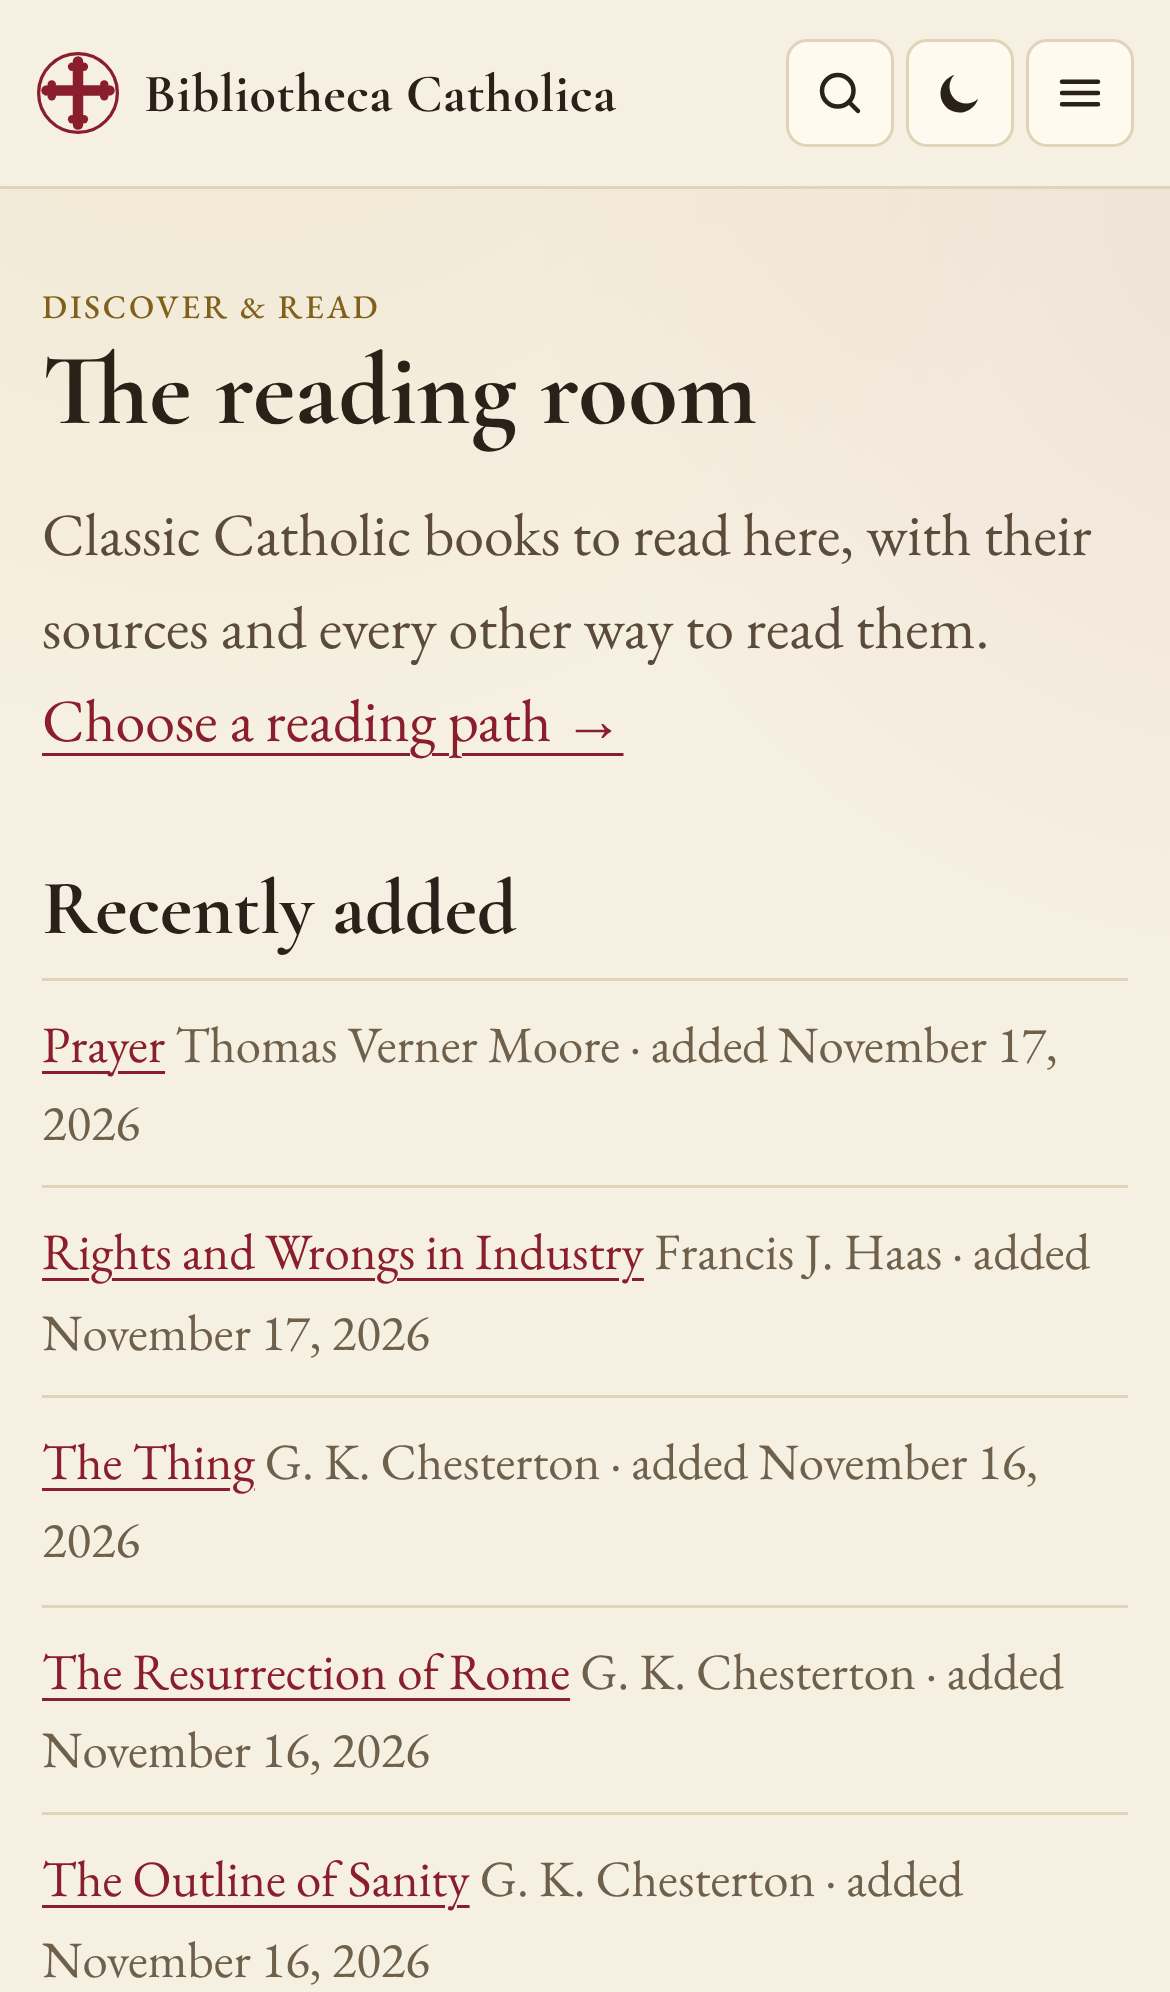 Bibliotheca Catholica
DISCOVER & READ
The reading room
Classic Catholic books to read here, with their
sources and every other way to read them.
Choose a reading path →
Recently added
Prayer Thomas Verner Moore · added November 17,
2026
Rights and Wrongs in Industry Francis J. Haas · added
November 17, 2026
The Thing G. K. Chesterton · added November 16,
2026
The Resurrection of Rome G. K. Chesterton · added
November 16, 2026
The Outline of Sanity G. K. Chesterton · added
November 16, 2026